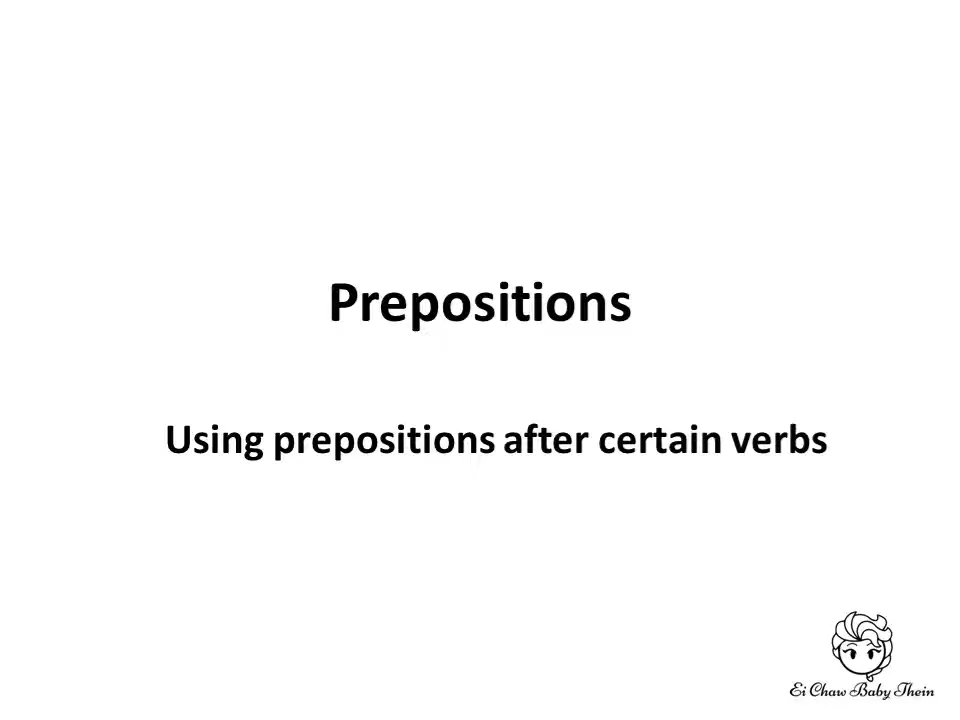 Prepositions
Using prepositions after certain verbs
Ei Chaw Baby Thein